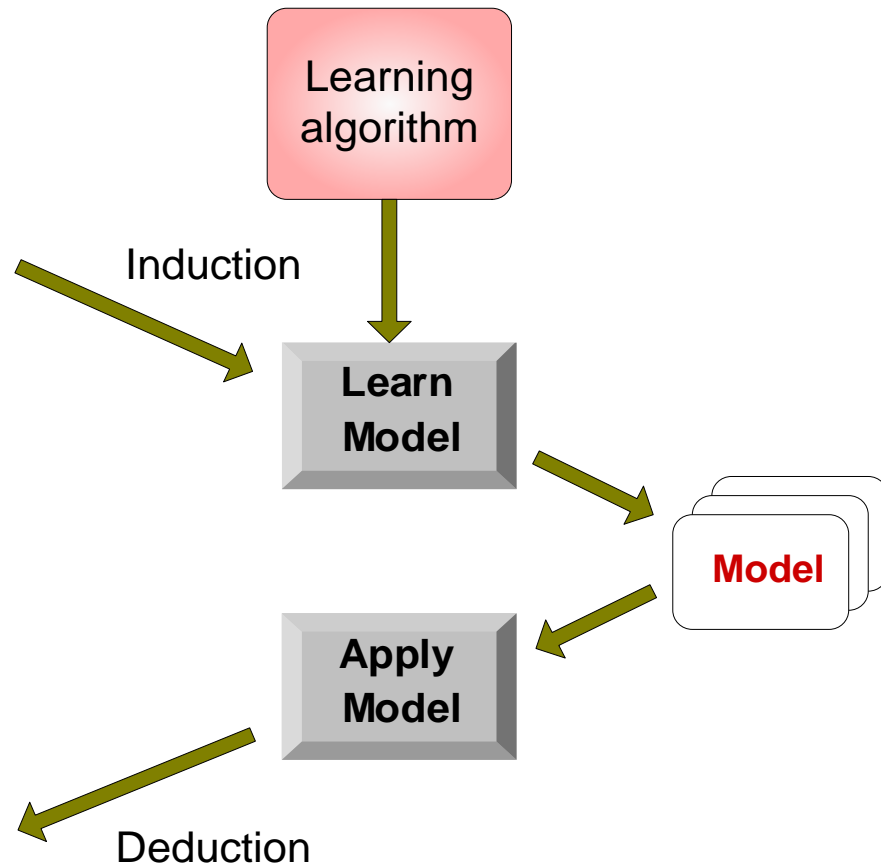 Learning
algorithm
Induction
Learn
Model
Model
Apply
Model
Deduction